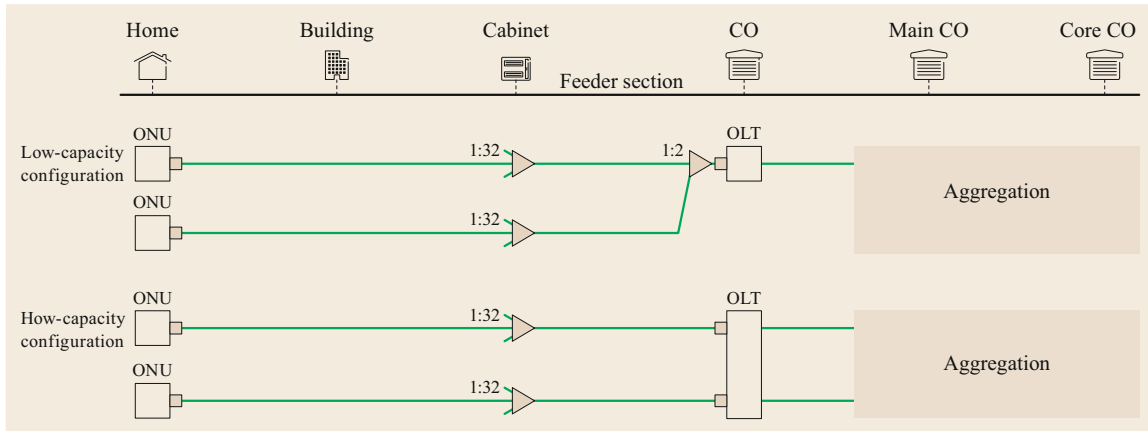 Home
Building
Cabinet
CO
Main CO
Core CO
Feeder section
ONU
OLT
Low-capacity
configuration
1:32
1:2
Aggregation
ONU
1:32
ONU
OLT
How-capacity
configuration
1:32
Aggregation
ONU
1:32